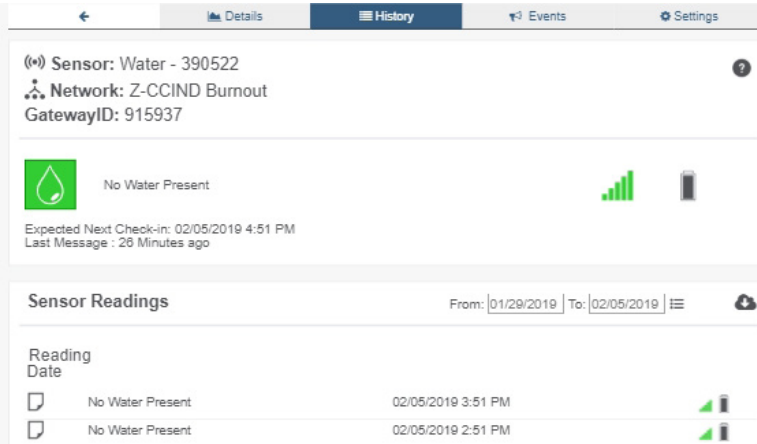 Details History Events Settings
Sensor: Water - 390522
Network: Z-CCIND Burnout
GatewayID: 915937
No Water Present
Expected Next Check-in: 02/05/2019 4:51 PM
Last Message : 26 Minutes ago
Sensor Readings From: 01/29/2019 To: 02/05/2019
Reading
Date
No Water Present 02/05/2019 3:51 PM
No Water Present 02/05/2019 2:51 PM